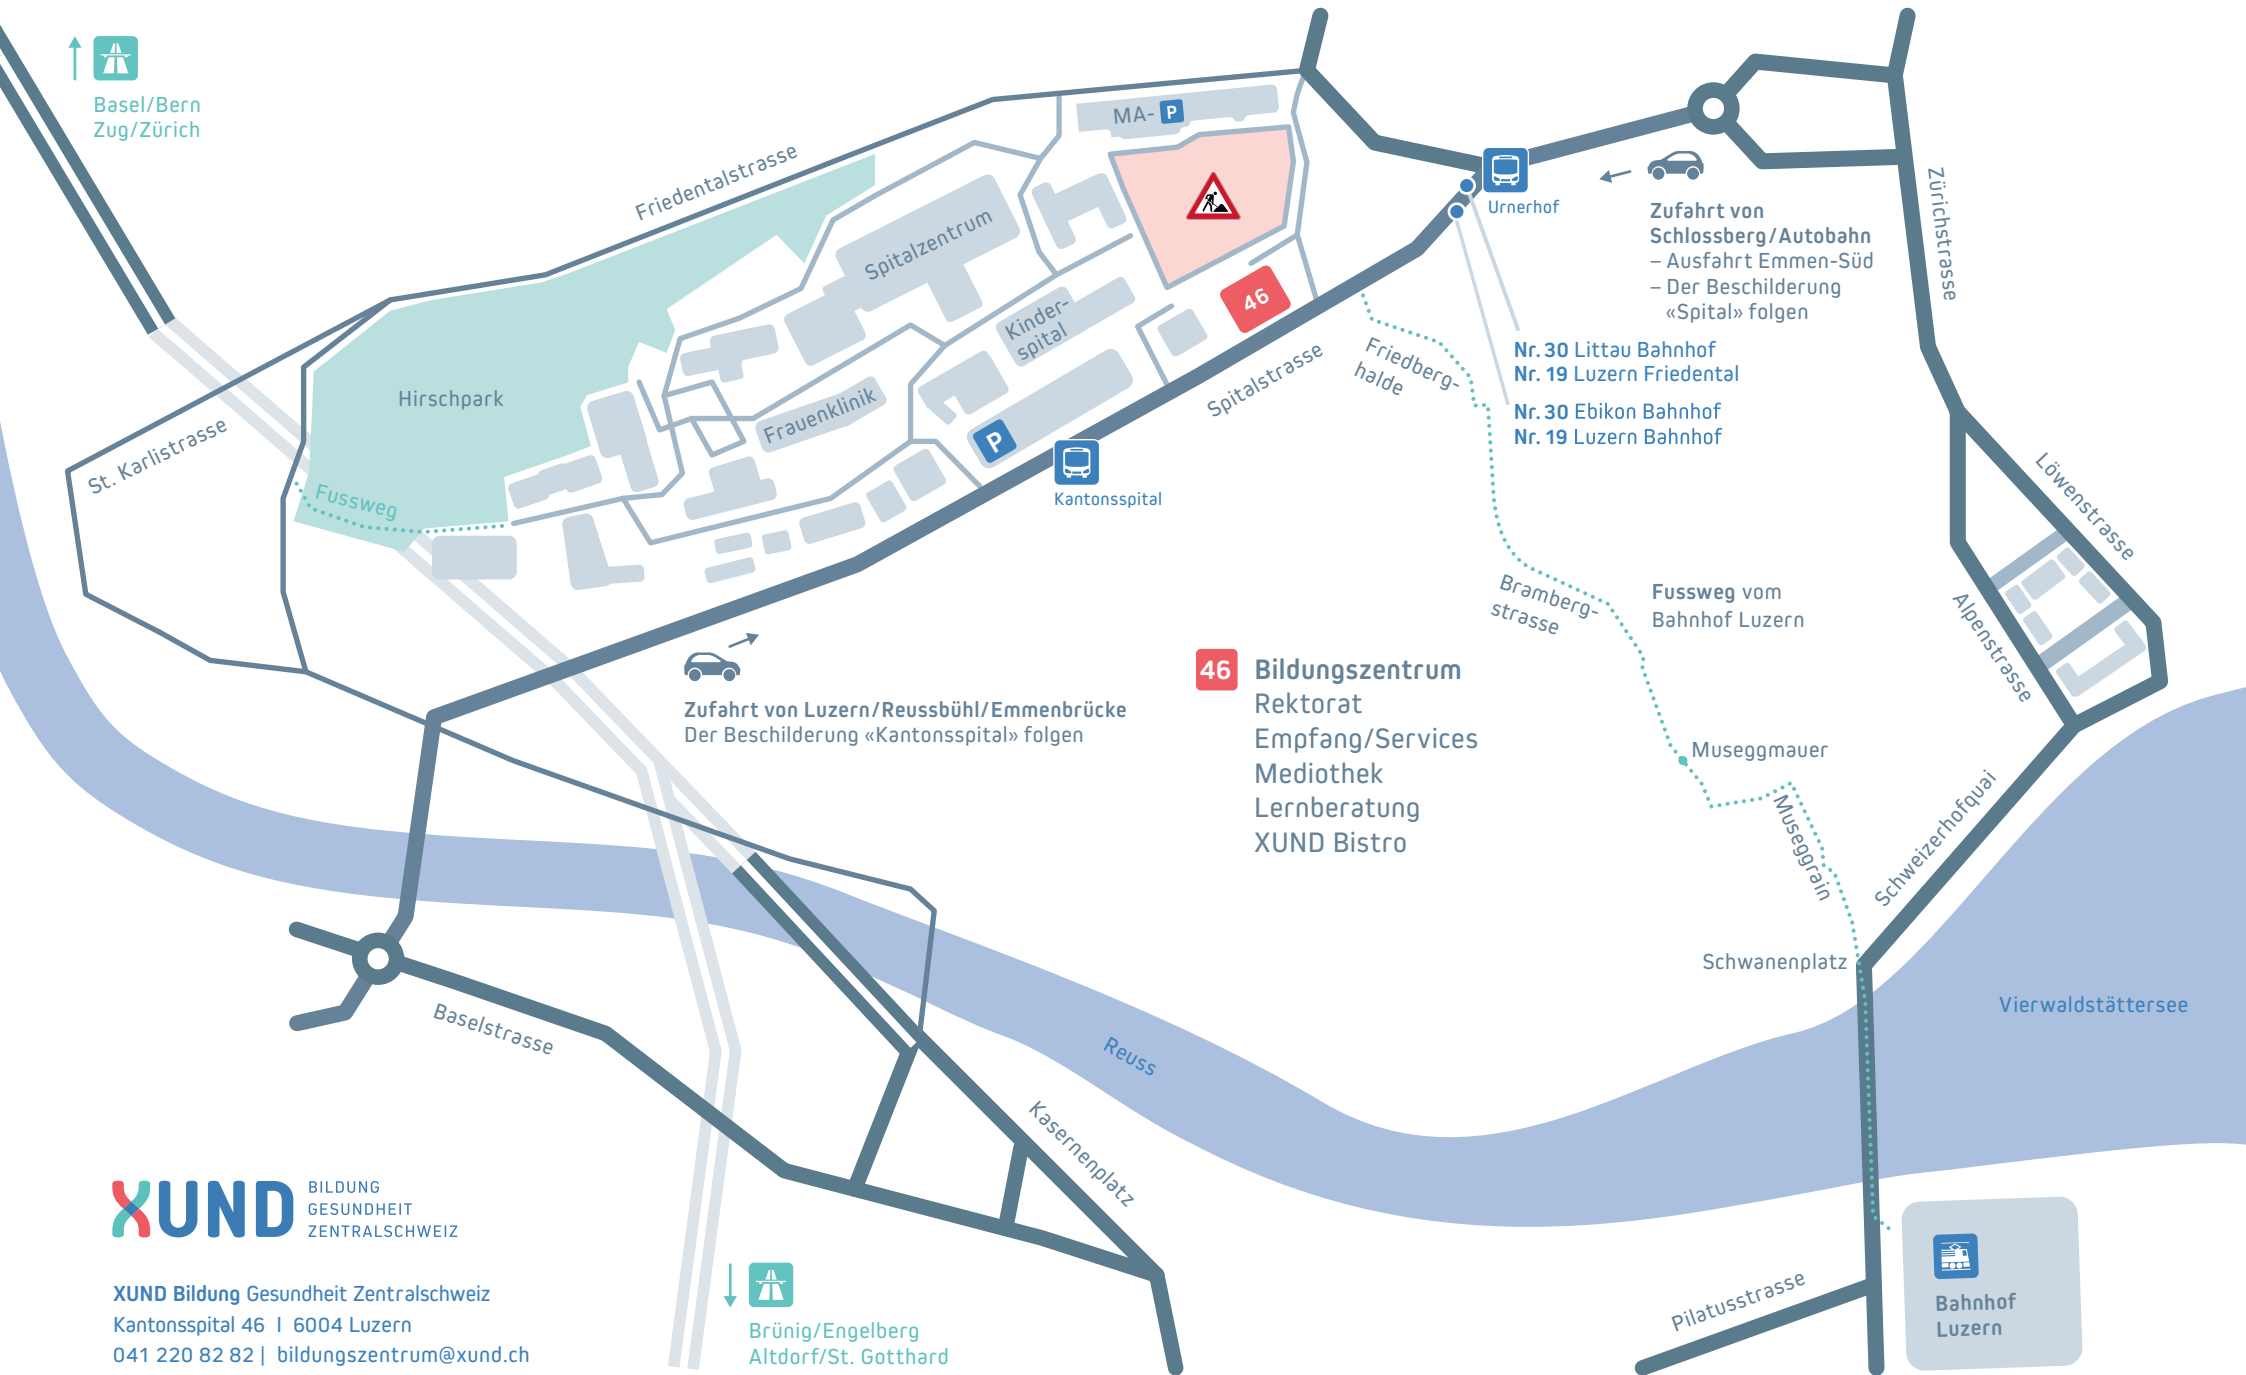 Basel/Bern
Zug/Zürich
Friedentalstrasse
MA-P
Spitalzentrum
Urnerhof
Zufahrt von
Schlossberg/Autobahn
– Ausfahrt Emmen-Süd
– Der Beschilderung
«Spital» folgen
Zürichstrasse
46
Kinder-
spital
Nr. 30 Littau Bahnhof
Nr. 19 Luzern Friedental
Nr. 30 Ebikon Bahnhof
Nr. 19 Luzern Bahnhof
Friedberg-
halde
Spitalstrasse
Hirschpark
Frauenklinik
P
Kantonsspital
St. Karlistrasse
Fussweg
Löwenstrasse
Bramberg-
strasse
Fussweg vom
Bahnhof Luzern
Alpenstrasse
46 Bildungszentrum
Rektorat
Empfang/Services
Mediothek
Lernberatung
XUND Bistro
Zufahrt von Luzern/Reussbühl/Emmenbrücke
Der Beschilderung «Kantonsspital» folgen
Museggmauer
Museggrain
Schweizerhofquai
Schwanenplatz
Vierwaldstättersee
Baselstrasse
Reuss
Kasernenplatz
XUND
BILDUNG
GESUNDHEIT
ZENTRALSCHWEIZ
XUND Bildung Gesundheit Zentralschweiz
Kantonsspital 46 I 6004 Luzern
041 220 82 82 | bildungszentrum@xund.ch
Brünig/Engelberg
Altdorf/St. Gotthard
Pilatusstrasse
Bahnhof
Luzern